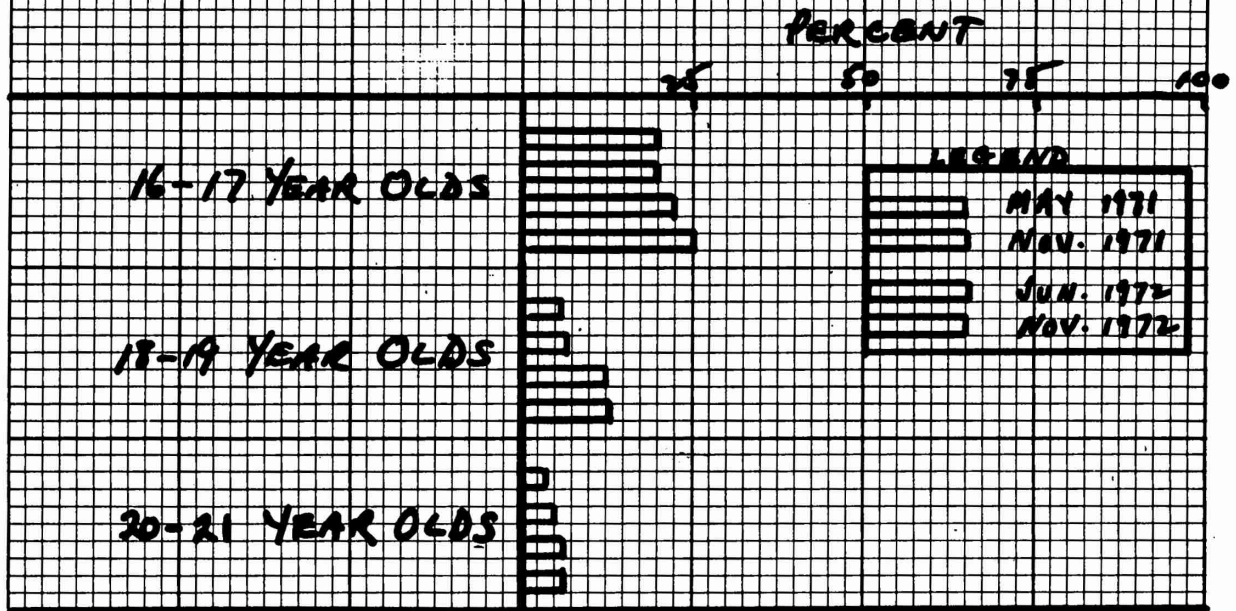 PERCENT
25 50 75 100
16-17 YEAR OLDS
LEGEND
MAY 1971
NOV. 1971
JUN. 1972
NOV. 1972
18-19 YEAR OLDS
20-21 YEAR OLDS